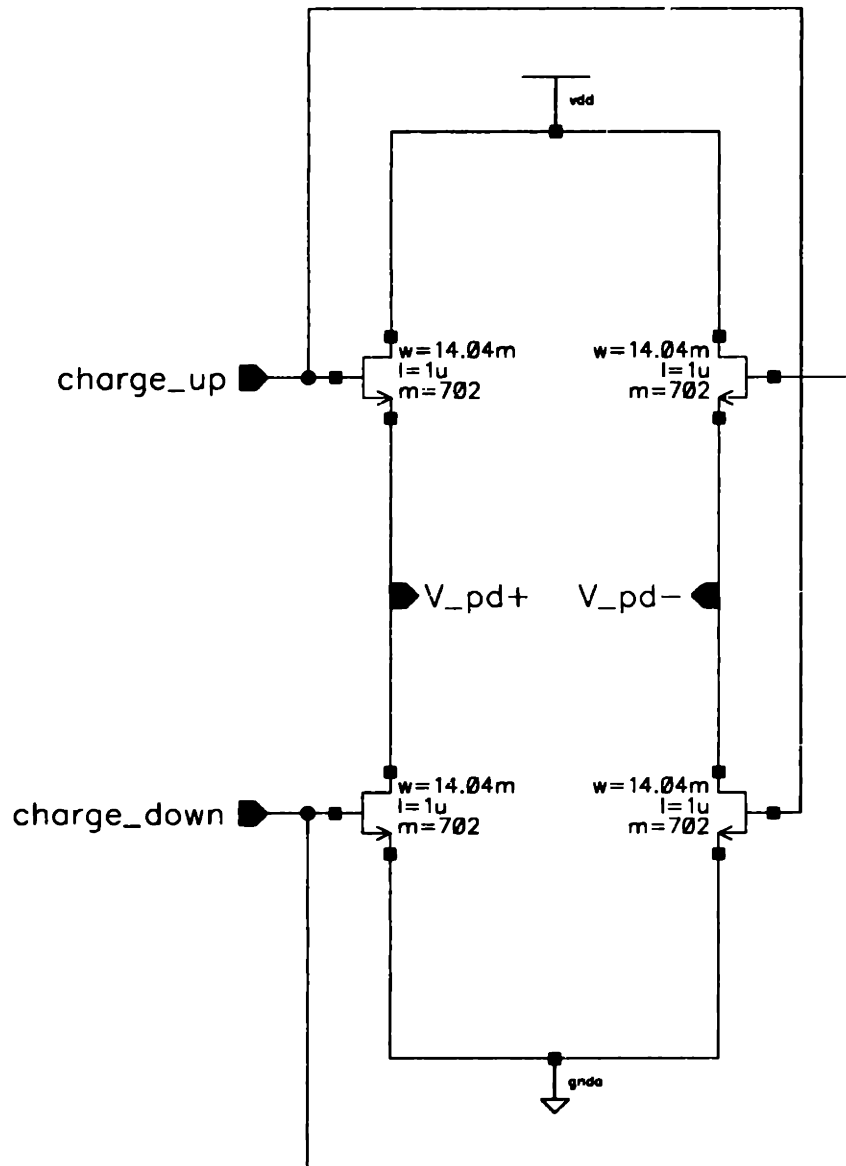 vdd
w=14.04m
l=1u
m=702
w=14.04m
l=1u
m=702
charge_up
V_pd+
V_pd-
w=14.04m
l=1u
m=702
w=14.04m
l=1u
m=702
charge_down
gnda